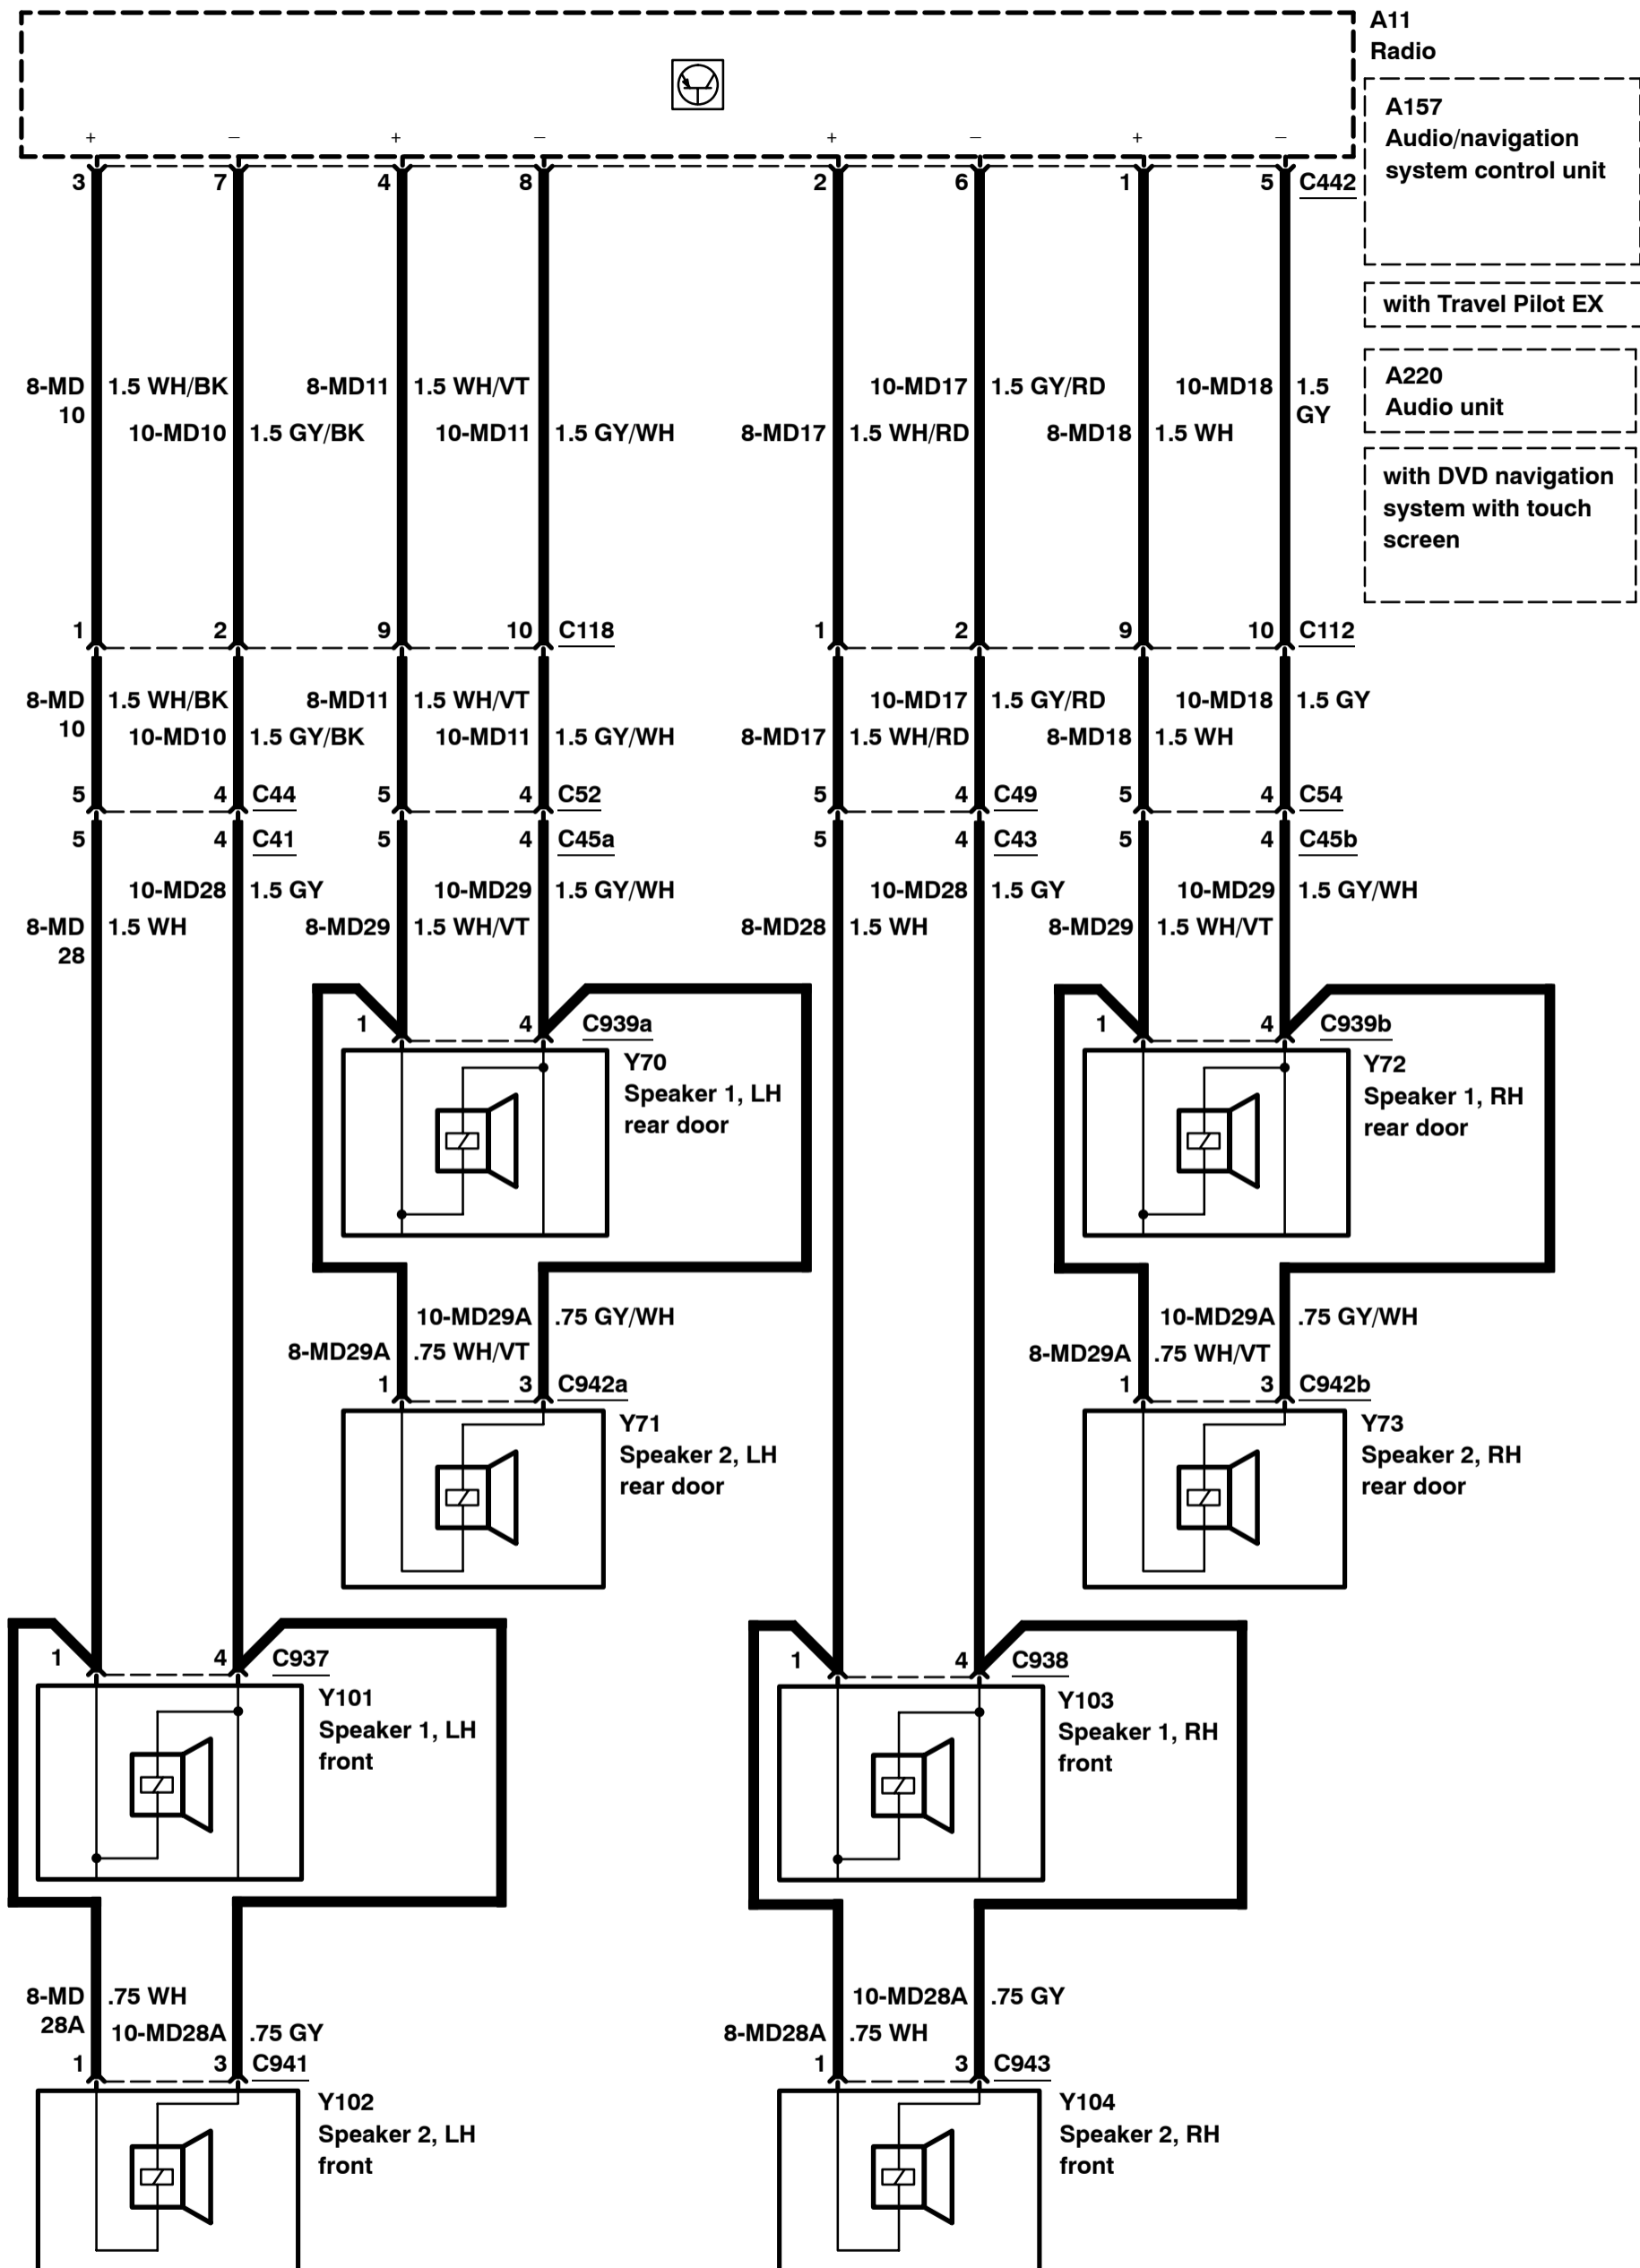 A11
Radio
A157
Audio/navigation
system control unit
with Travel Pilot EX
A220
Audio unit
with DVD navigation
system with touch
screen
+ − + − + − + −
3 7 4 8 2 6 1 5 C442
8-MD 1.5 WH/BK 8-MD11 1.5 WH/VT 10-MD17 1.5 GY/RD 10-MD18 1.5
10 GY
10-MD10 1.5 GY/BK 10-MD11 1.5 GY/WH 8-MD17 1.5 WH/RD 8-MD18 1.5 WH
1 2 9 10 C118 1 2 9 10 C112
8-MD 1.5 WH/BK 8-MD11 1.5 WH/VT 10-MD17 1.5 GY/RD 10-MD18 1.5 GY
10 10-MD10 1.5 GY/BK 10-MD11 1.5 GY/WH 8-MD17 1.5 WH/RD 8-MD18 1.5 WH
5 4 C44 5 4 C52 5 4 C49 5 4 C54
5 4 C41 5 4 C45a 5 4 C43 5 4 C45b
10-MD28 1.5 GY 10-MD29 1.5 GY/WH 10-MD28 1.5 GY 10-MD29 1.5 GY/WH
8-MD 1.5 WH 8-MD29 1.5 WH/VT 8-MD28 1.5 WH 8-MD29 1.5 WH/VT
28
1 4 C939a 1 4 C939b
Y70
Speaker 1, LH
rear door
Y72
Speaker 1, RH
rear door
10-MD29A .75 GY/WH 10-MD29A .75 GY/WH
8-MD29A .75 WH/VT 8-MD29A .75 WH/VT
1 3 C942a 1 3 C942b
Y71
Speaker 2, LH
rear door
Y73
Speaker 2, RH
rear door
1 4 C937 1 4 C938
Y101
Speaker 1, LH
front
Y103
Speaker 1, RH
front
8-MD .75 WH 10-MD28A .75 GY
28A 10-MD28A .75 GY 8-MD28A .75 WH
1 3 C941 1 3 C943
Y102
Speaker 2, LH
front
Y104
Speaker 2, RH
front